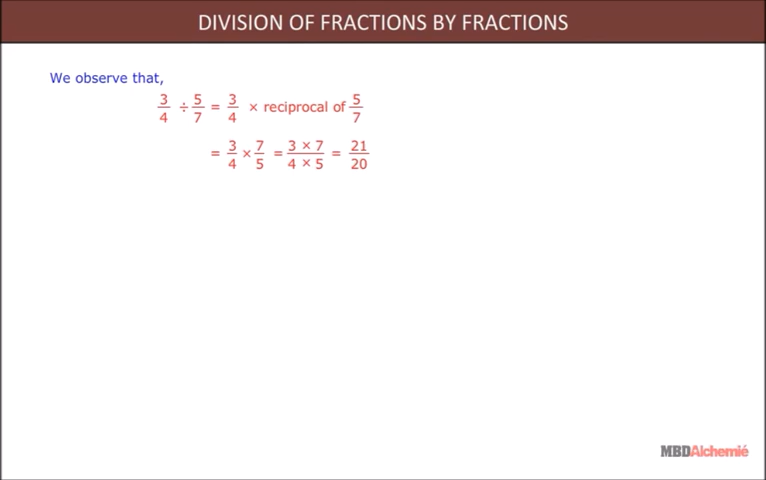 DIVISION OF FRACTIONS BY FRACTIONS
We observe that,
3/4 ÷ 5/7 = 3/4 × reciprocal of 5/7
= 3/4 × 7/5 = 3 × 7/4 × 5 = 21/20
MBDAlchemié